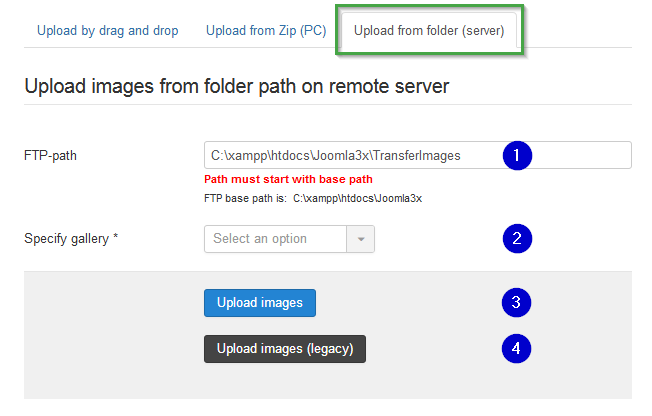 Upload by drag and drop Upload from Zip (PC) Upload from folder (server)
Upload images from folder path on remote server
FTP-path C:\xampp\htdocs\Joomla3x\TransferImages 1
Path must start with base path
FTP base path is: C:\xampp\htdocs\Joomla3x
Specify gallery * Select an option 2
Upload images 3
Upload images (legacy) 4